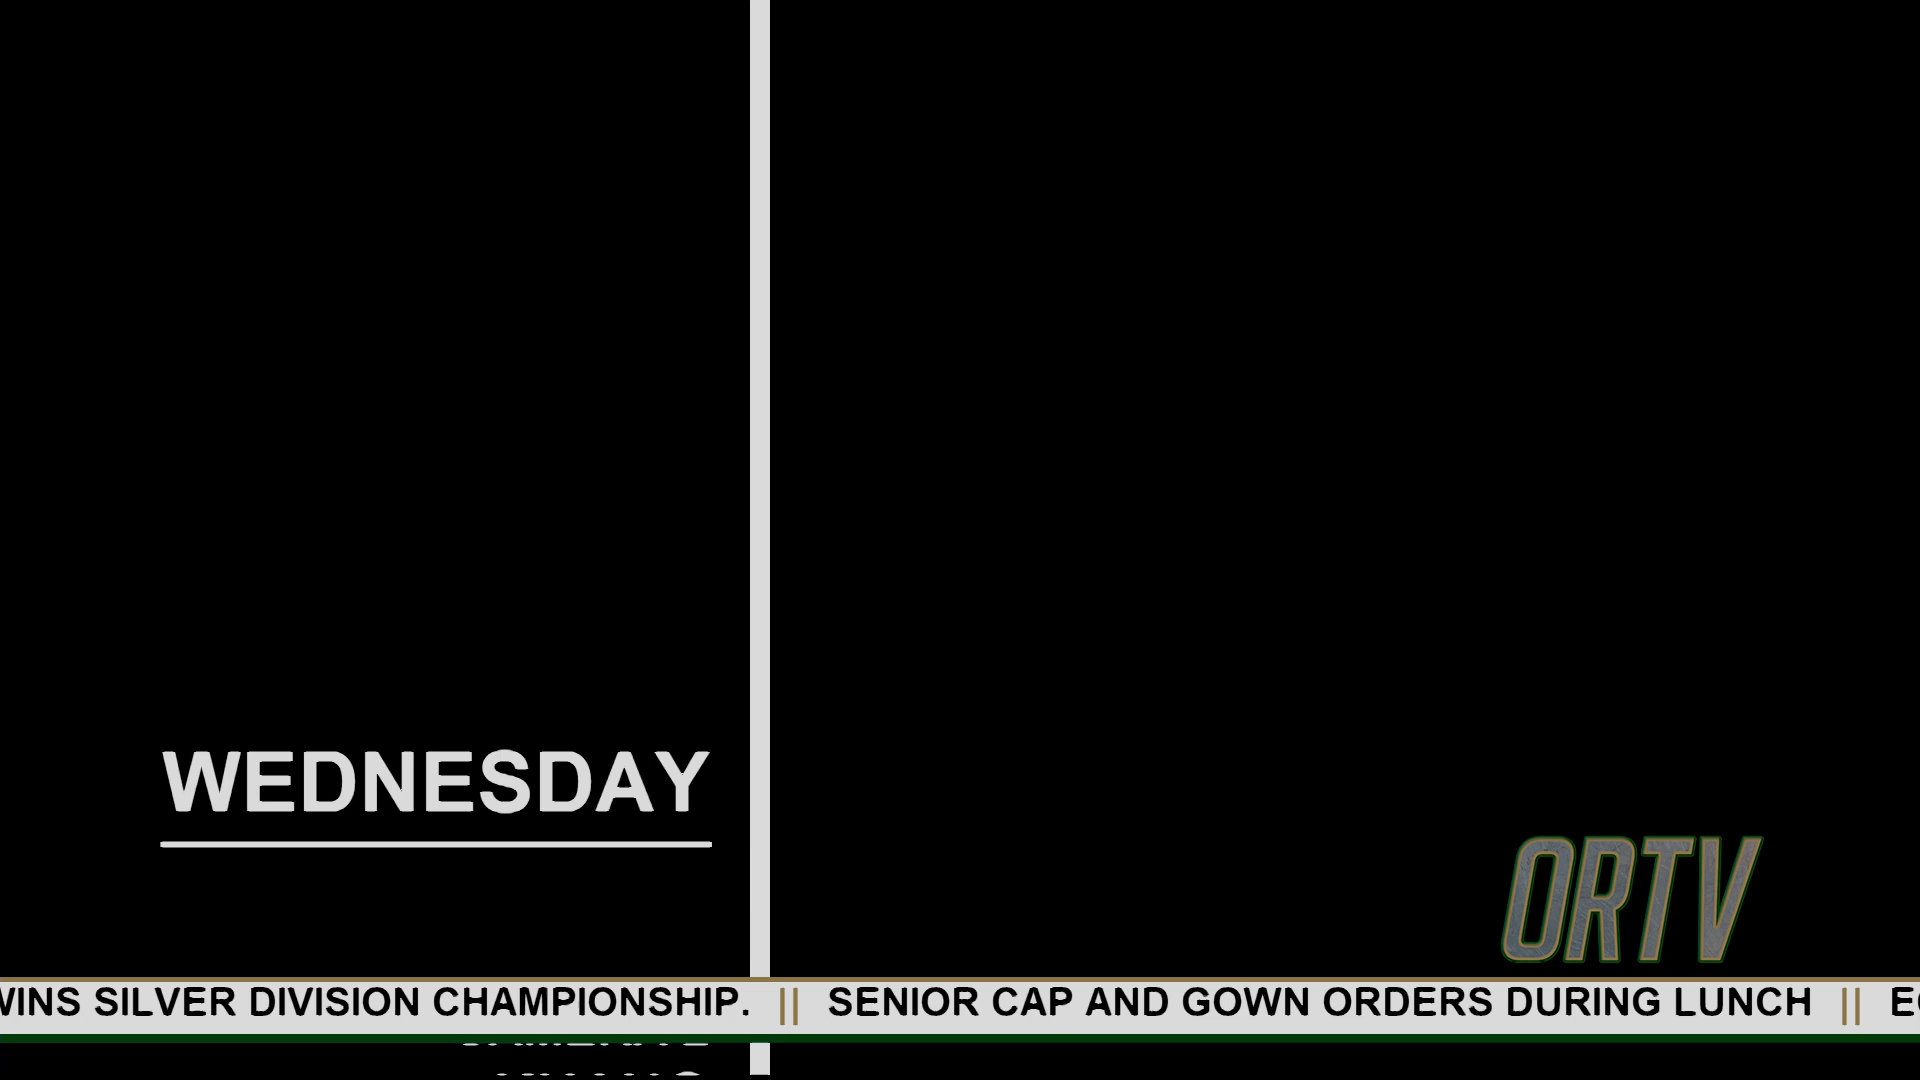 WEDNESDAY
ORTV
WINS SILVER DIVISION CHAMPIONSHIP. || SENIOR CAP AND GOWN ORDERS DURING LUNCH ||